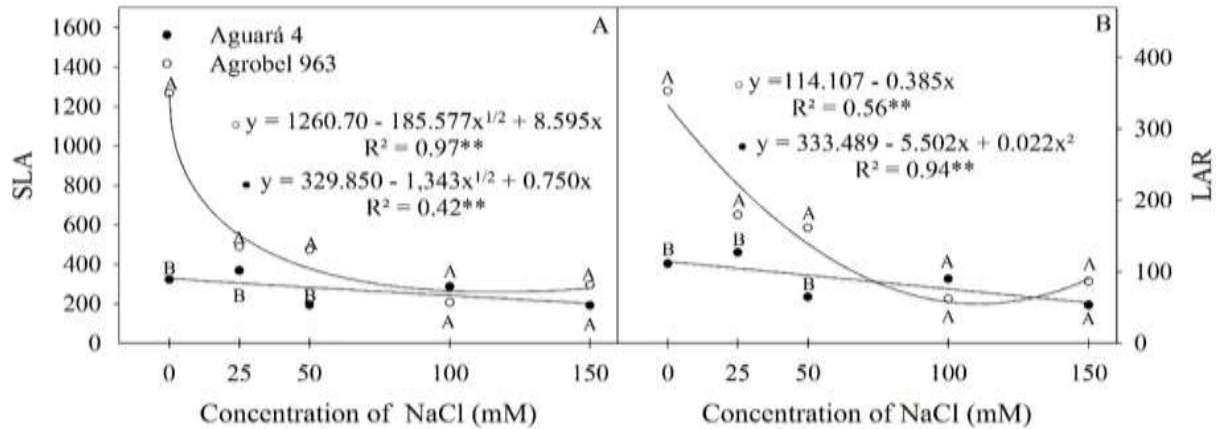 1600
1400
1200
1000
800
600
400
200
0
SLA
Aguará 4
Agrobel 963
A
y = 1260.70 - 185.577x^1/2 + 8.595x
R² = 0.97**
y = 329.850 - 1,343x^1/2 + 0.750x
R² = 0.42**
A
A
A
A
A
B
B
B
A
A
0
25
50
100
150
Concentration of NaCl (mM)
B
y =114.107 - 0.385x
R² = 0.56**
y = 333.489 - 5.502x + 0.022x²
R² = 0.94**
A
A
A
A
A
B
B
B
A
A
0
25
50
100
150
Concentration of NaCl (mM)
400
300
200
100
0
LAR